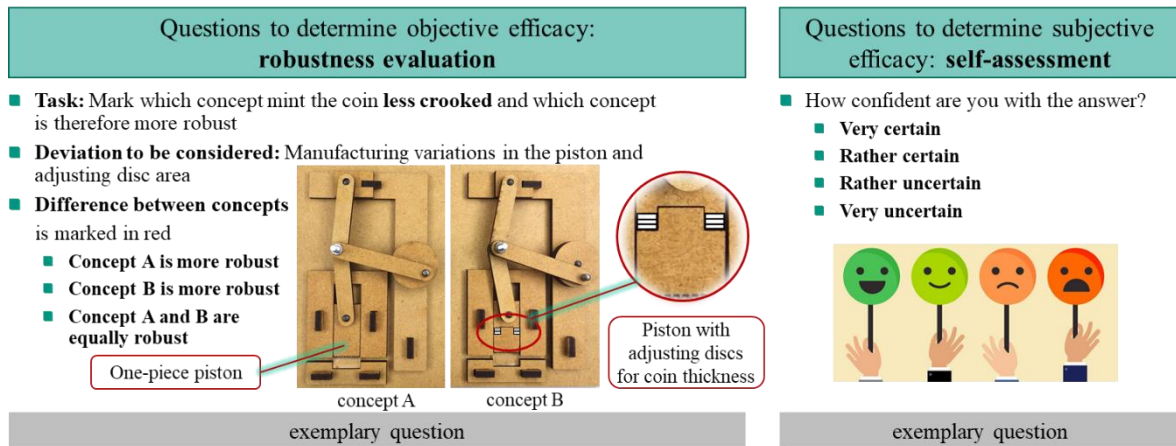 Questions to determine objective efficacy:
robustness evaluation
Task: Mark which concept mint the coin less crooked and which concept
is therefore more robust
Deviation to be considered: Manufacturing variations in the piston and
adjusting disc area
Difference between concepts
is marked in red
Concept A is more robust
Concept B is more robust
Concept A and B are
equally robust
One-piece piston
Piston with
adjusting discs
for coin thickness
concept A
concept B
exemplary question
Questions to determine subjective
efficacy: self-assessment
How confident are you with the answer?
Very certain
Rather certain
Rather uncertain
Very uncertain
exemplary question